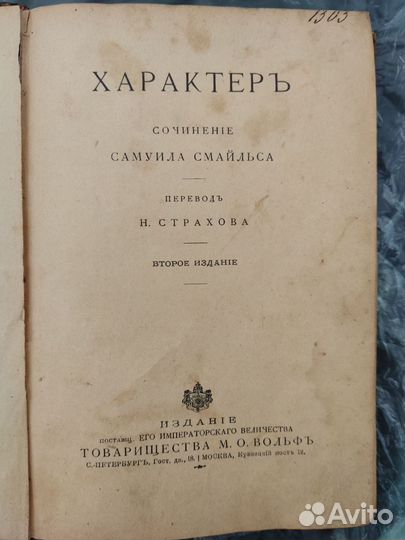 1303
ХАРАКТЕРЪ
СОЧИНЕНІЕ
САМУИЛА СМАЙЛЬСА
ПЕРЕВОДЪ
Н. СТРАХОВА
ВТОРОЕ ИЗДАНІЕ
ИЗДАНІЕ
поставщ. ЕГО ИМПЕРАТОРСКАГО ВЕЛИЧЕСТВА
ТОВАРИЩЕСТВА М. О. ВОЛЬФЪ
С.-ПЕТЕРБУРГЪ, Гост. дв., 18. | МОСКВА, Кузнецкій мостъ 12.
Avito